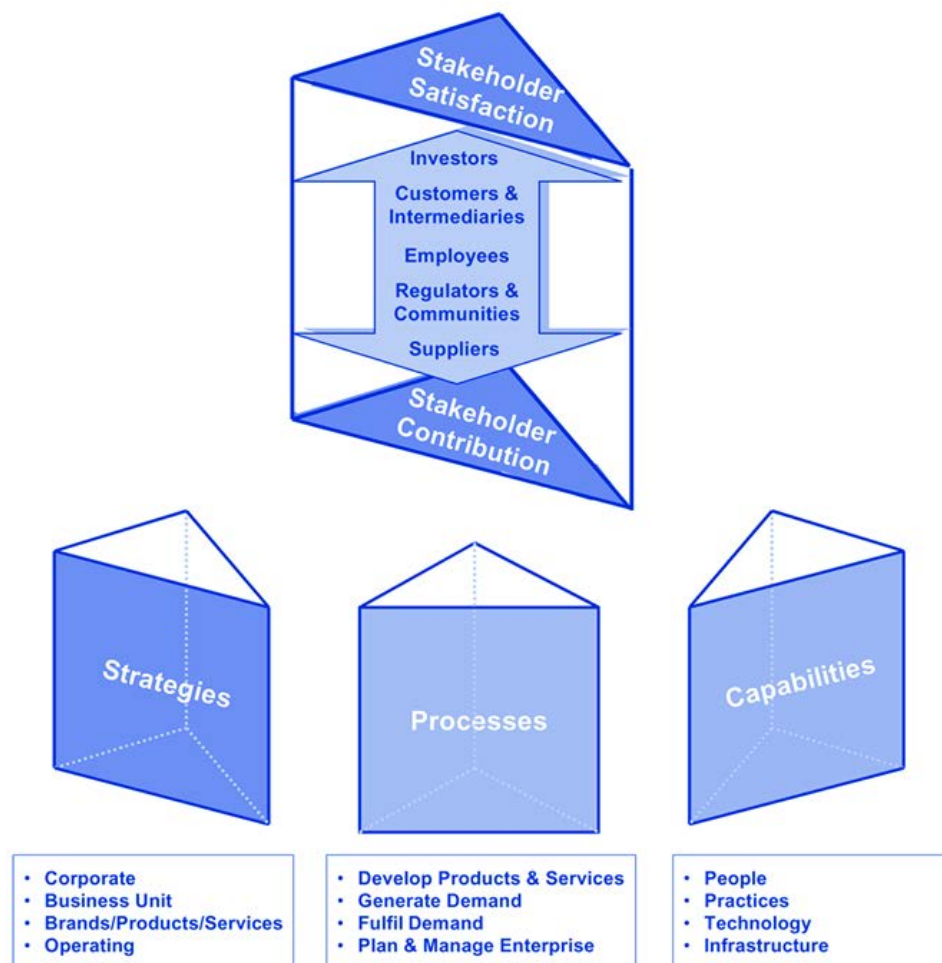 Stakeholder
Satisfaction
Investors
Customers &
Intermediaries
Employees
Regulators &
Communities
Suppliers
Stakeholder
Contribution
Strategies
Processes
Capabilities
• Corporate
• Business Unit
• Brands/Products/Services
• Operating
• Develop Products & Services
• Generate Demand
• Fulfil Demand
• Plan & Manage Enterprise
• People
• Practices
• Technology
• Infrastructure